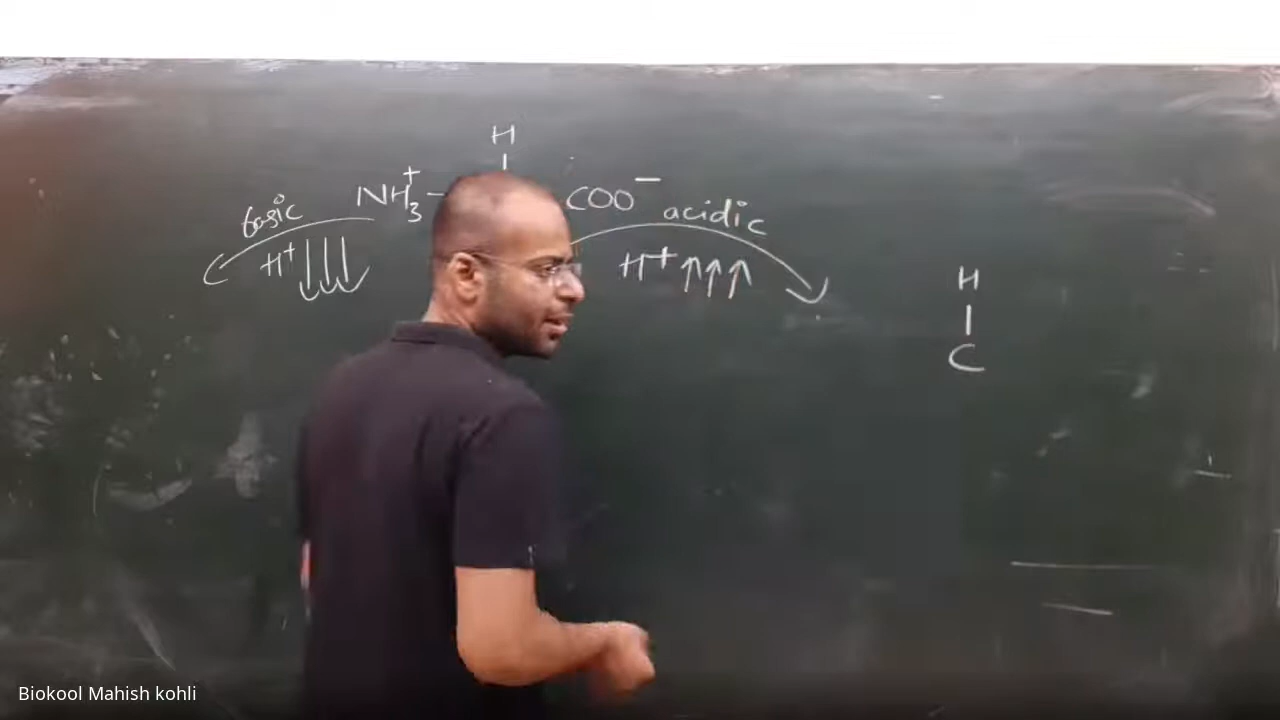 H
NH3+ — COO−
basic
acidic
H+ ↓↓↓
H+ ↑↑↑
H
C
Biokool Mahish kohli